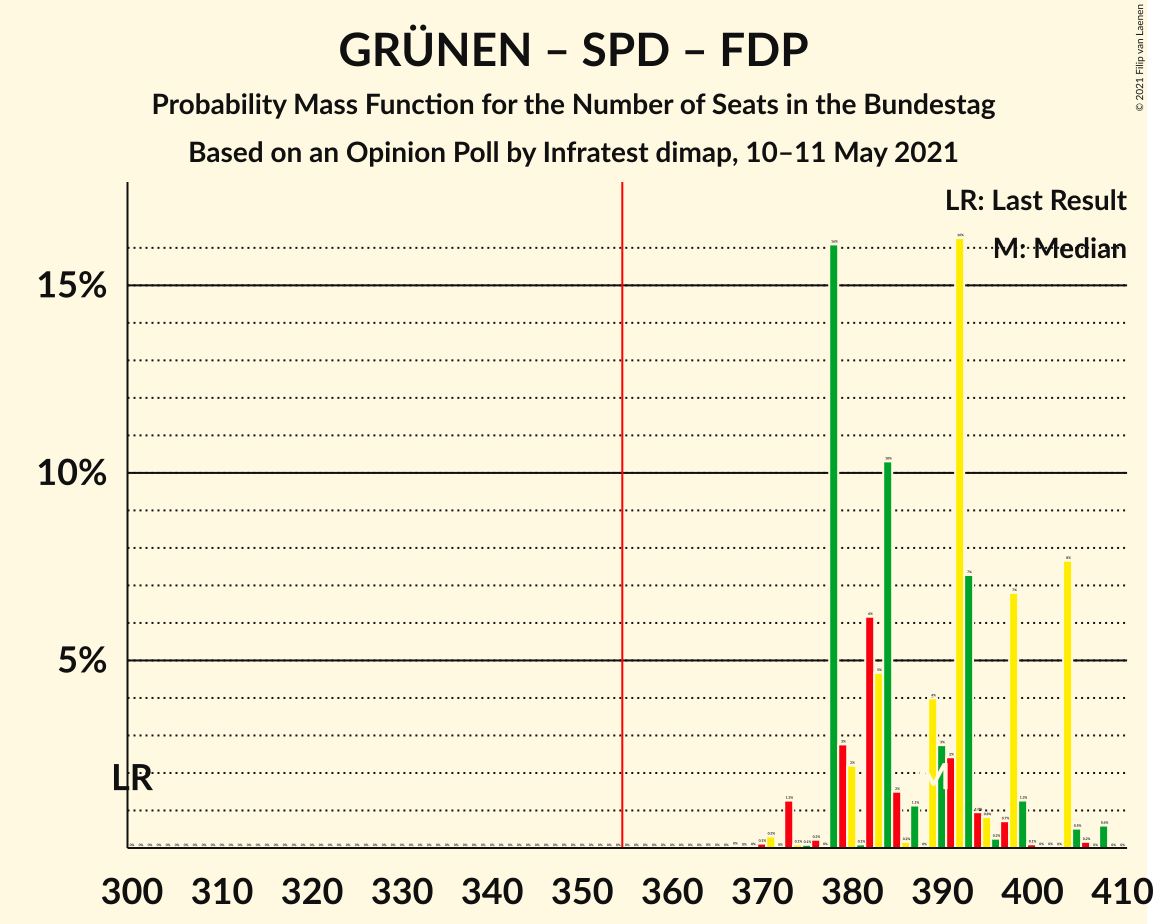 GRÜNEN – SPD – FDP
Probability Mass Function for the Number of Seats in the Bundestag
Based on an Opinion Poll by Infratest dimap, 10–11 May 2021
© 2021 Filip van Laenen
LR: Last Result
M: Median
15%
10%
5%
LR
M
300 310 320 330 340 350 360 370 380 390 400 410